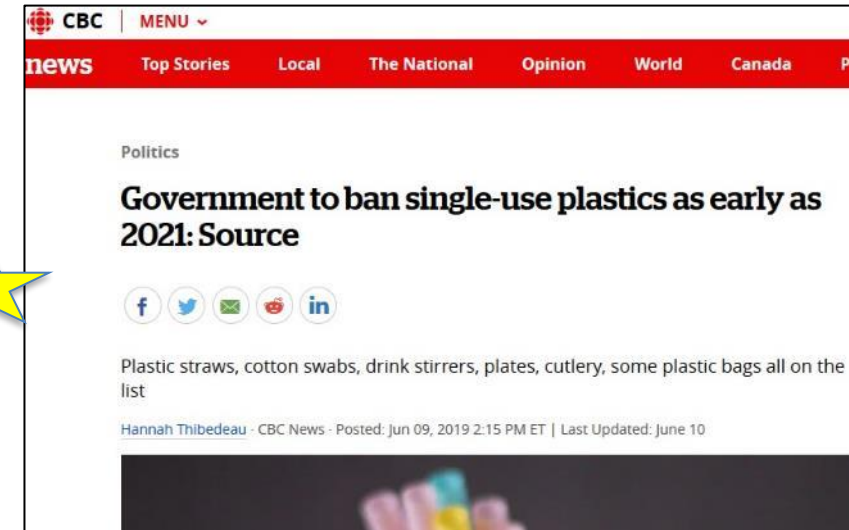 CBC MENU
news Top Stories Local The National Opinion World Canada P
Politics
Government to ban single-use plastics as early as
2021: Source
f in
Plastic straws, cotton swabs, drink stirrers, plates, cutlery, some plastic bags all on the
list
Hannah Thibedeau · CBC News · Posted: Jun 09, 2019 2:15 PM ET | Last Updated: June 10